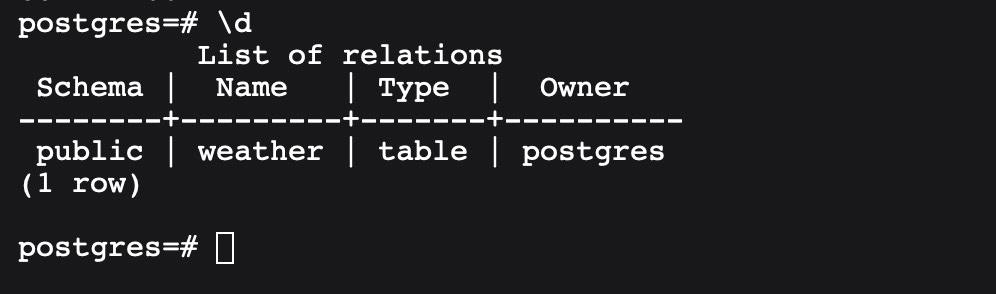 postgres=# \d
List of relations
Schema | Name | Type | Owner
--------+---------+-------+----------
public | weather | table | postgres
(1 row)
postgres=#